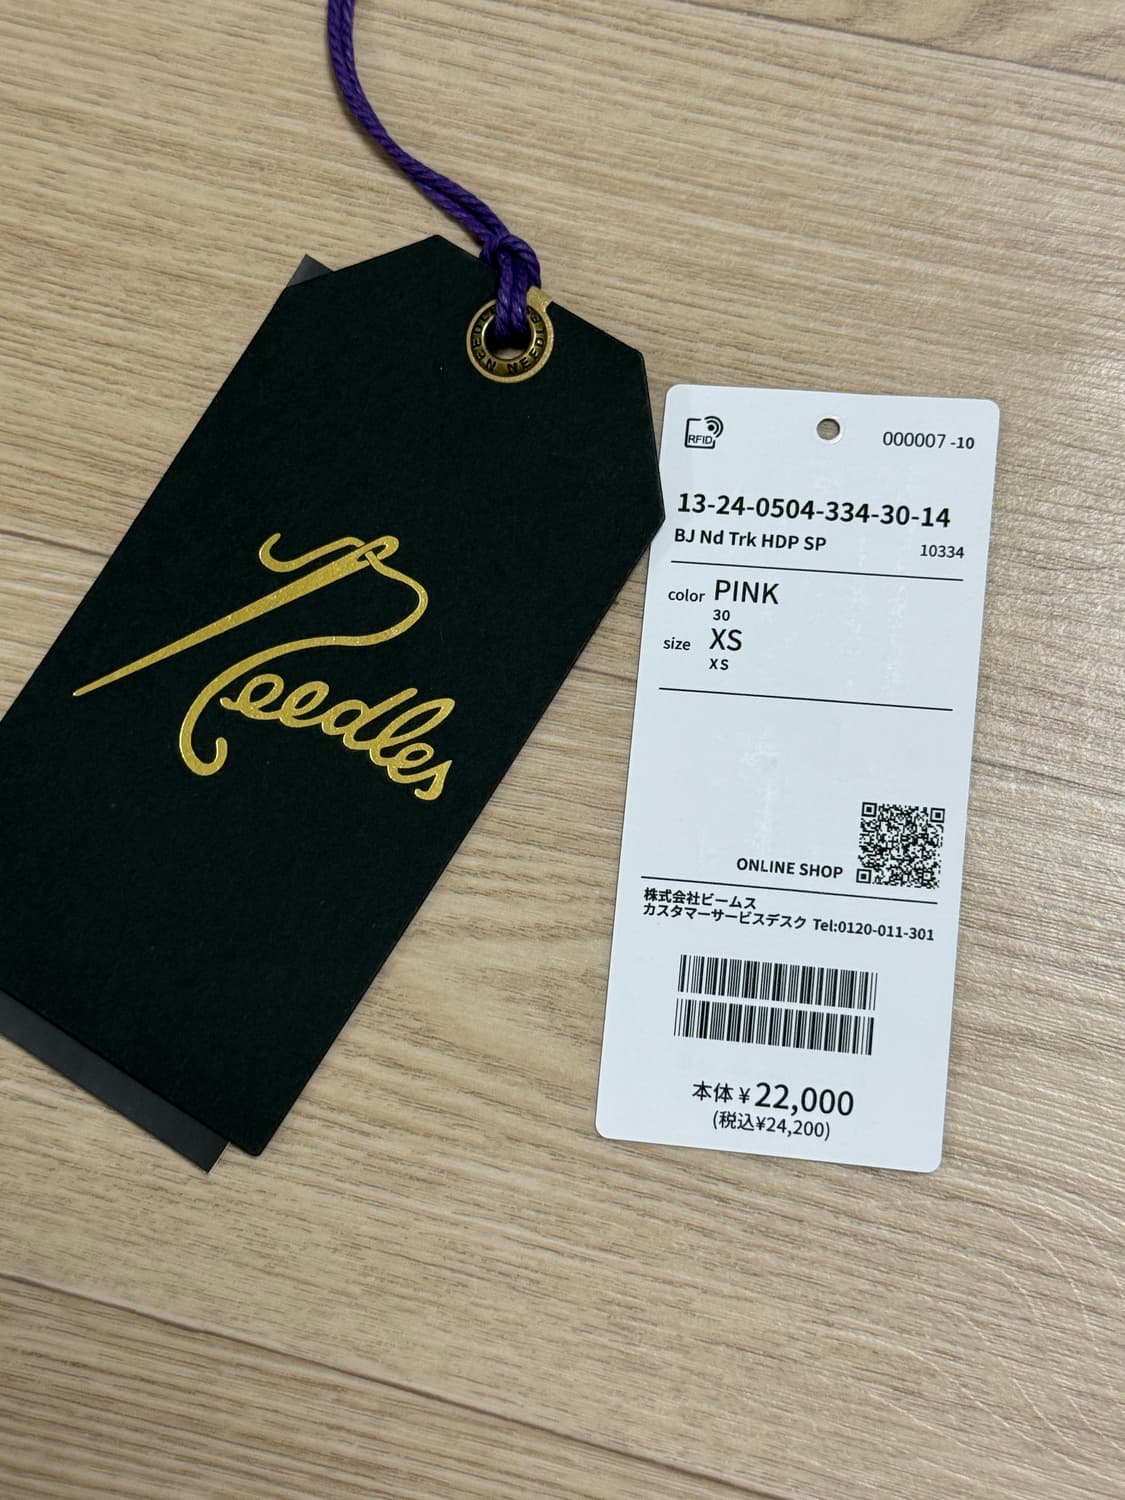 NEEDLES NEEDLES
Needles
RFID
000007-10
13-24-0504-334-30-14
BJ Nd Trk HDP SP
10334
color PINK
30
size XS
XS
ONLINE SHOP
株式会社ビームス
カスタマーサービスデスク Tel:0120-011-301
本体¥22,000
(税込¥24,200)